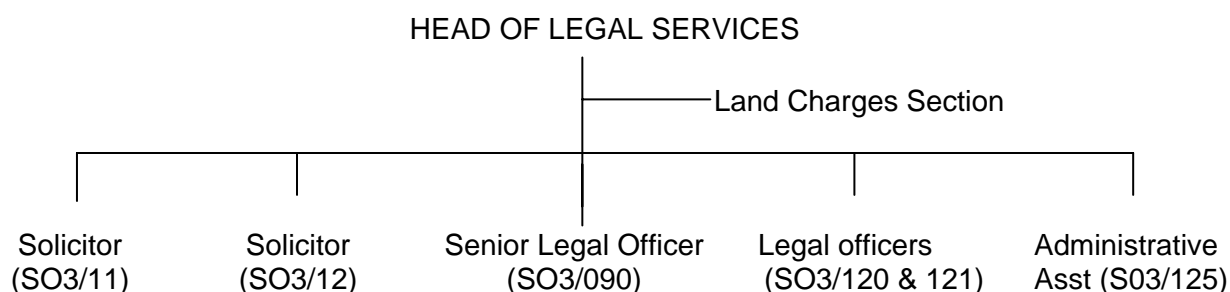 HEAD OF LEGAL SERVICES
Land Charges Section
Solicitor
(SO3/11)
Solicitor
(SO3/12)
Senior Legal Officer
(SO3/090)
Legal officers
(SO3/120 & 121)
Administrative
Asst (S03/125)